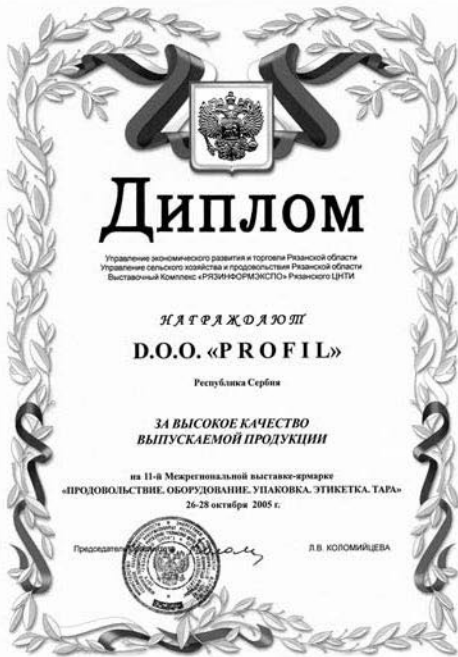 Диплом
Управление экономического развития и торговли Рязанской области
Управление сельского хозяйства и продовольствия Рязанской области
Выставочный Комплекс «РЯЗИНФОРМЭКСПО» Рязанского ЦНТИ
НАГРАЖДАЮТ
D.O.O. «PROFIL»
Республика Сербия
ЗА ВЫСОКОЕ КАЧЕСТВО
ВЫПУСКАЕМОЙ ПРОДУКЦИИ
на 11-й Межрегиональной выставке-ярмарке
«ПРОДОВОЛЬСТВИЕ. ОБОРУДОВАНИЕ. УПАКОВКА. ЭТИКЕТКА. ТАРА»
26-28 октября 2005 г.
Председатель Л.В. КОЛОМИЙЦЕВА